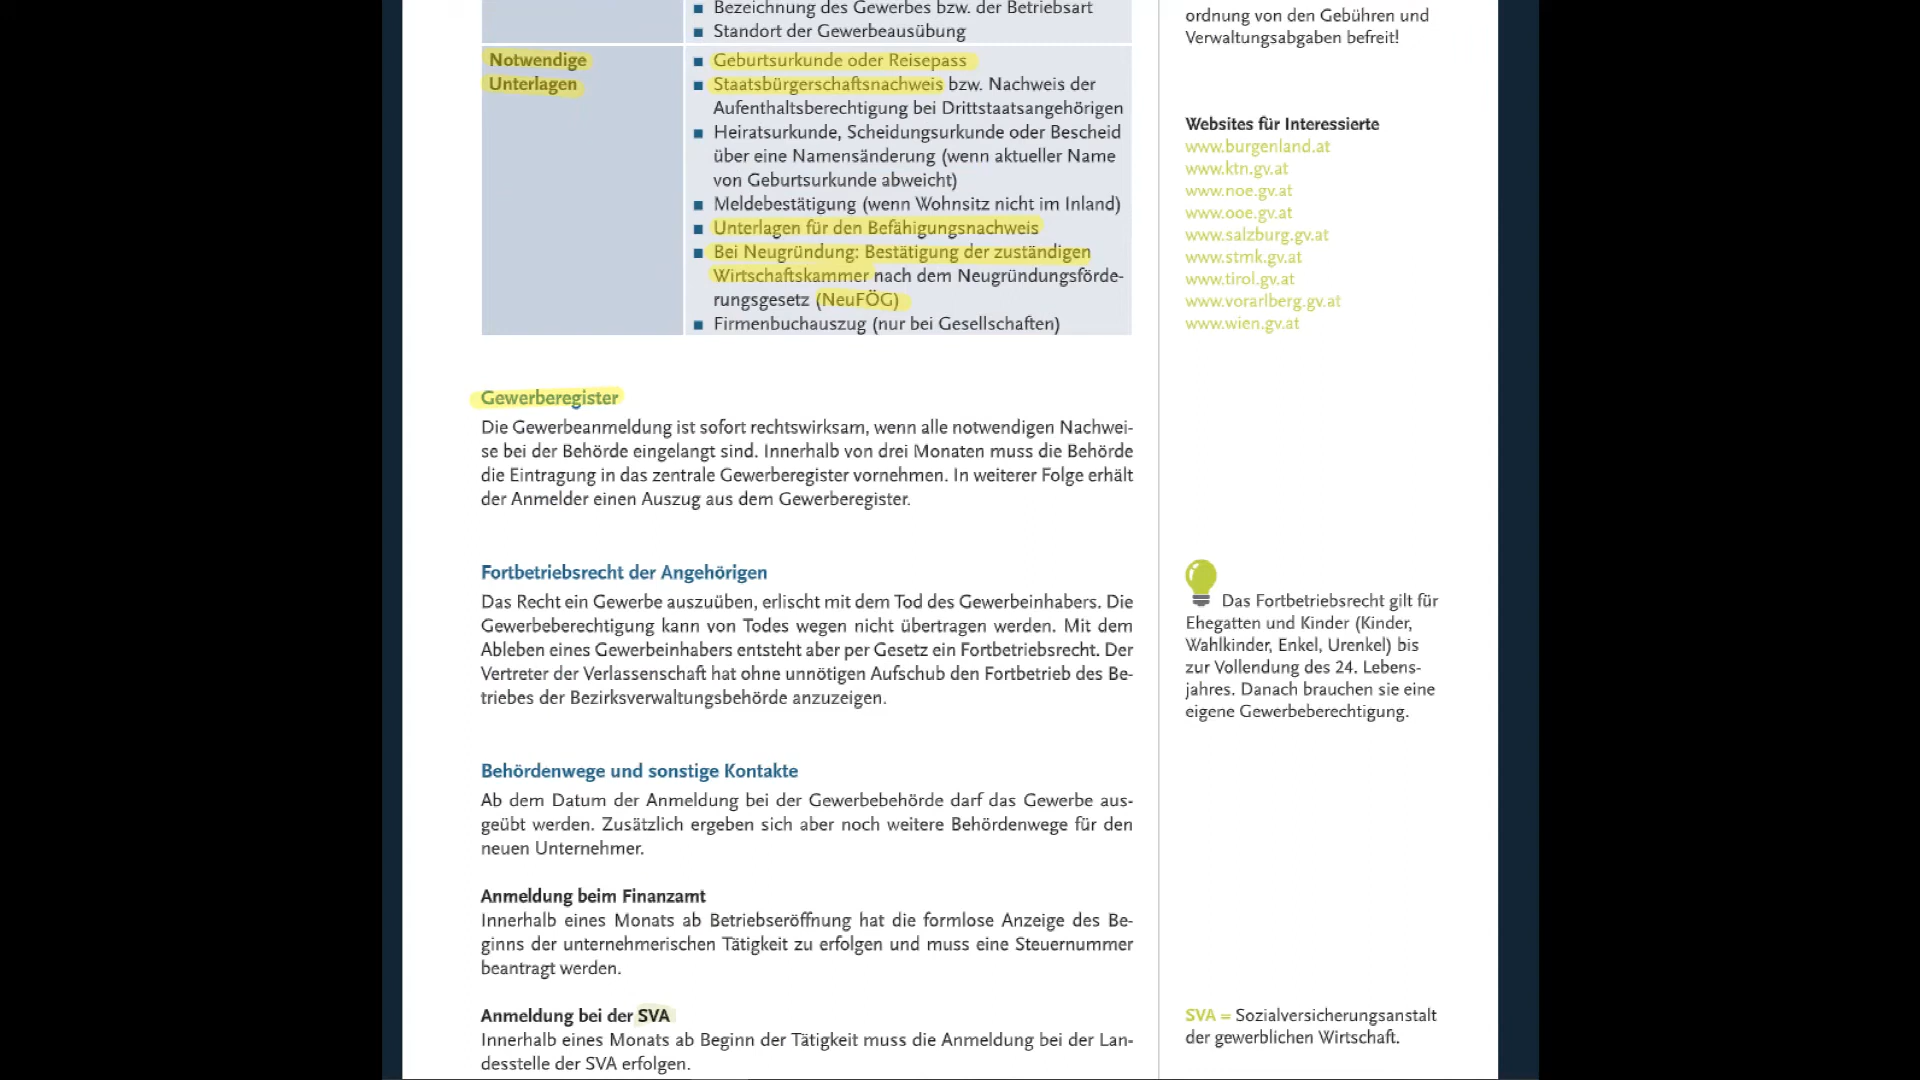 ■ Bezeichnung des Gewerbes bzw. der Betriebsart
■ Standort der Gewerbeausübung
Notwendige
Unterlagen
■ Geburtsurkunde oder Reisepass
■ Staatsbürgerschaftsnachweis bzw. Nachweis der
Aufenthaltsberechtigung bei Drittstaatsangehörigen
■ Heiratsurkunde, Scheidungsurkunde oder Bescheid
über eine Namensänderung (wenn aktueller Name
von Geburtsurkunde abweicht)
■ Meldebestätigung (wenn Wohnsitz nicht im Inland)
■ Unterlagen für den Befähigungsnachweis
■ Bei Neugründung: Bestätigung der zuständigen
Wirtschaftskammer nach dem Neugründungsförde-
rungsgesetz (NeuFÖG)
■ Firmenbuchauszug (nur bei Gesellschaften)
Gewerberegister
Die Gewerbeanmeldung ist sofort rechtswirksam, wenn alle notwendigen Nachwei-
se bei der Behörde eingelangt sind. Innerhalb von drei Monaten muss die Behörde
die Eintragung in das zentrale Gewerberegister vornehmen. In weiterer Folge erhält
der Anmelder einen Auszug aus dem Gewerberegister.
Fortbetriebsrecht der Angehörigen
Das Recht ein Gewerbe auszuüben, erlischt mit dem Tod des Gewerbeinhabers. Die
Gewerbeberechtigung kann von Todes wegen nicht übertragen werden. Mit dem
Ableben eines Gewerbeinhabers entsteht aber per Gesetz ein Fortbetriebsrecht. Der
Vertreter der Verlassenschaft hat ohne unnötigen Aufschub den Fortbetrieb des Be-
triebes der Bezirksverwaltungsbehörde anzuzeigen.
Behördenwege und sonstige Kontakte
Ab dem Datum der Anmeldung bei der Gewerbebehörde darf das Gewerbe aus-
geübt werden. Zusätzlich ergeben sich aber noch weitere Behördenwege für den
neuen Unternehmer.
Anmeldung beim Finanzamt
Innerhalb eines Monats ab Betriebseröffnung hat die formlose Anzeige des Be-
ginns der unternehmerischen Tätigkeit zu erfolgen und muss eine Steuernummer
beantragt werden.
Anmeldung bei der SVA
Innerhalb eines Monats ab Beginn der Tätigkeit muss die Anmeldung bei der Lan-
desstelle der SVA erfolgen.
ordnung von den Gebühren und
Verwaltungsabgaben befreit!
Websites für Interessierte
www.burgenland.at
www.ktn.gv.at
www.noe.gv.at
www.ooe.gv.at
www.salzburg.gv.at
www.stmk.gv.at
www.tirol.gv.at
www.vorarlberg.gv.at
www.wien.gv.at
Das Fortbetriebsrecht gilt für
Ehegatten und Kinder (Kinder,
Wahlkinder, Enkel, Urenkel) bis
zur Vollendung des 24. Lebens-
jahres. Danach brauchen sie eine
eigene Gewerbeberechtigung.
SVA = Sozialversicherungsanstalt
der gewerblichen Wirtschaft.